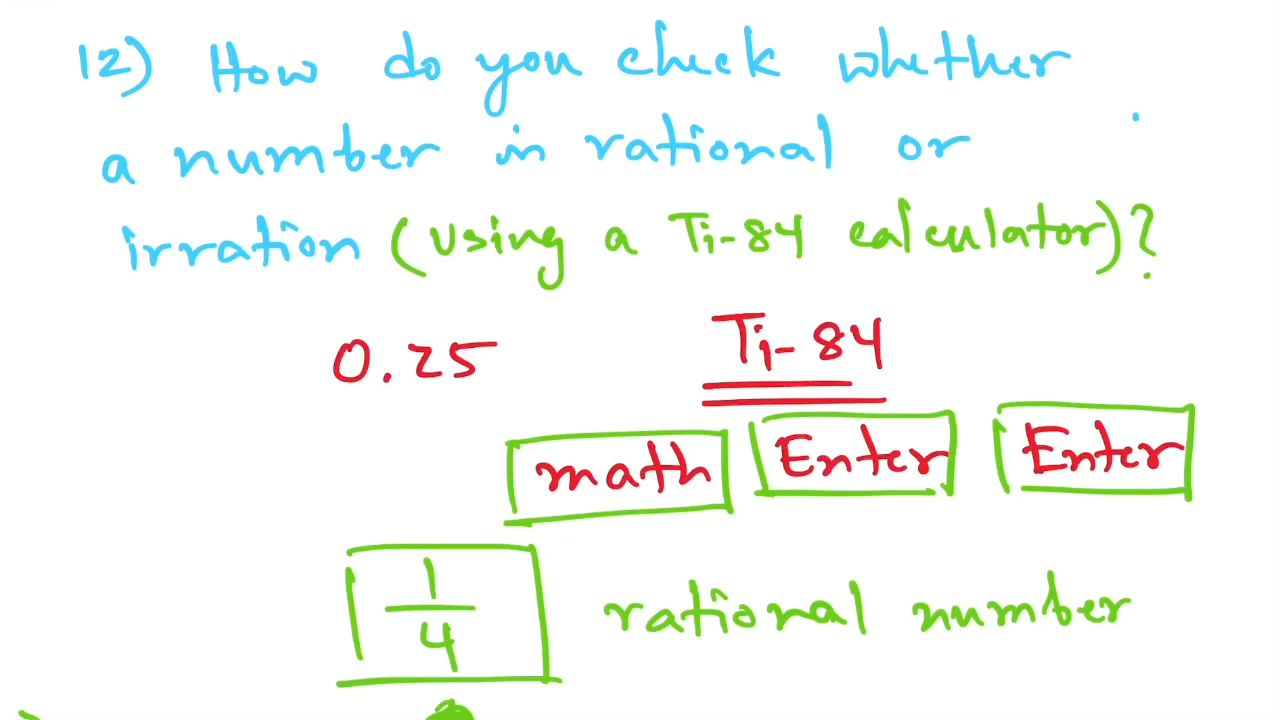 12) How do you check whether
a number in rational or
irration (using a Ti-84 calculator)?
0.25 Ti-84
math Enter Enter
1
4
rational number